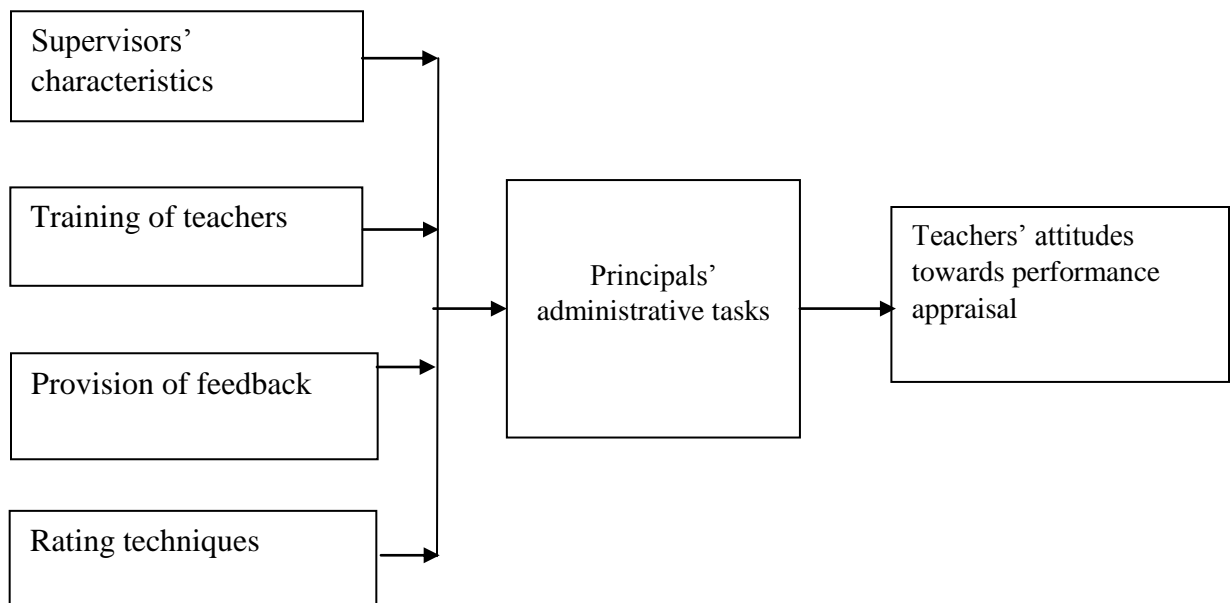 Supervisors’
characteristics
Training of teachers
Provision of feedback
Rating techniques
Principals’
administrative tasks
Teachers’ attitudes
towards performance
appraisal